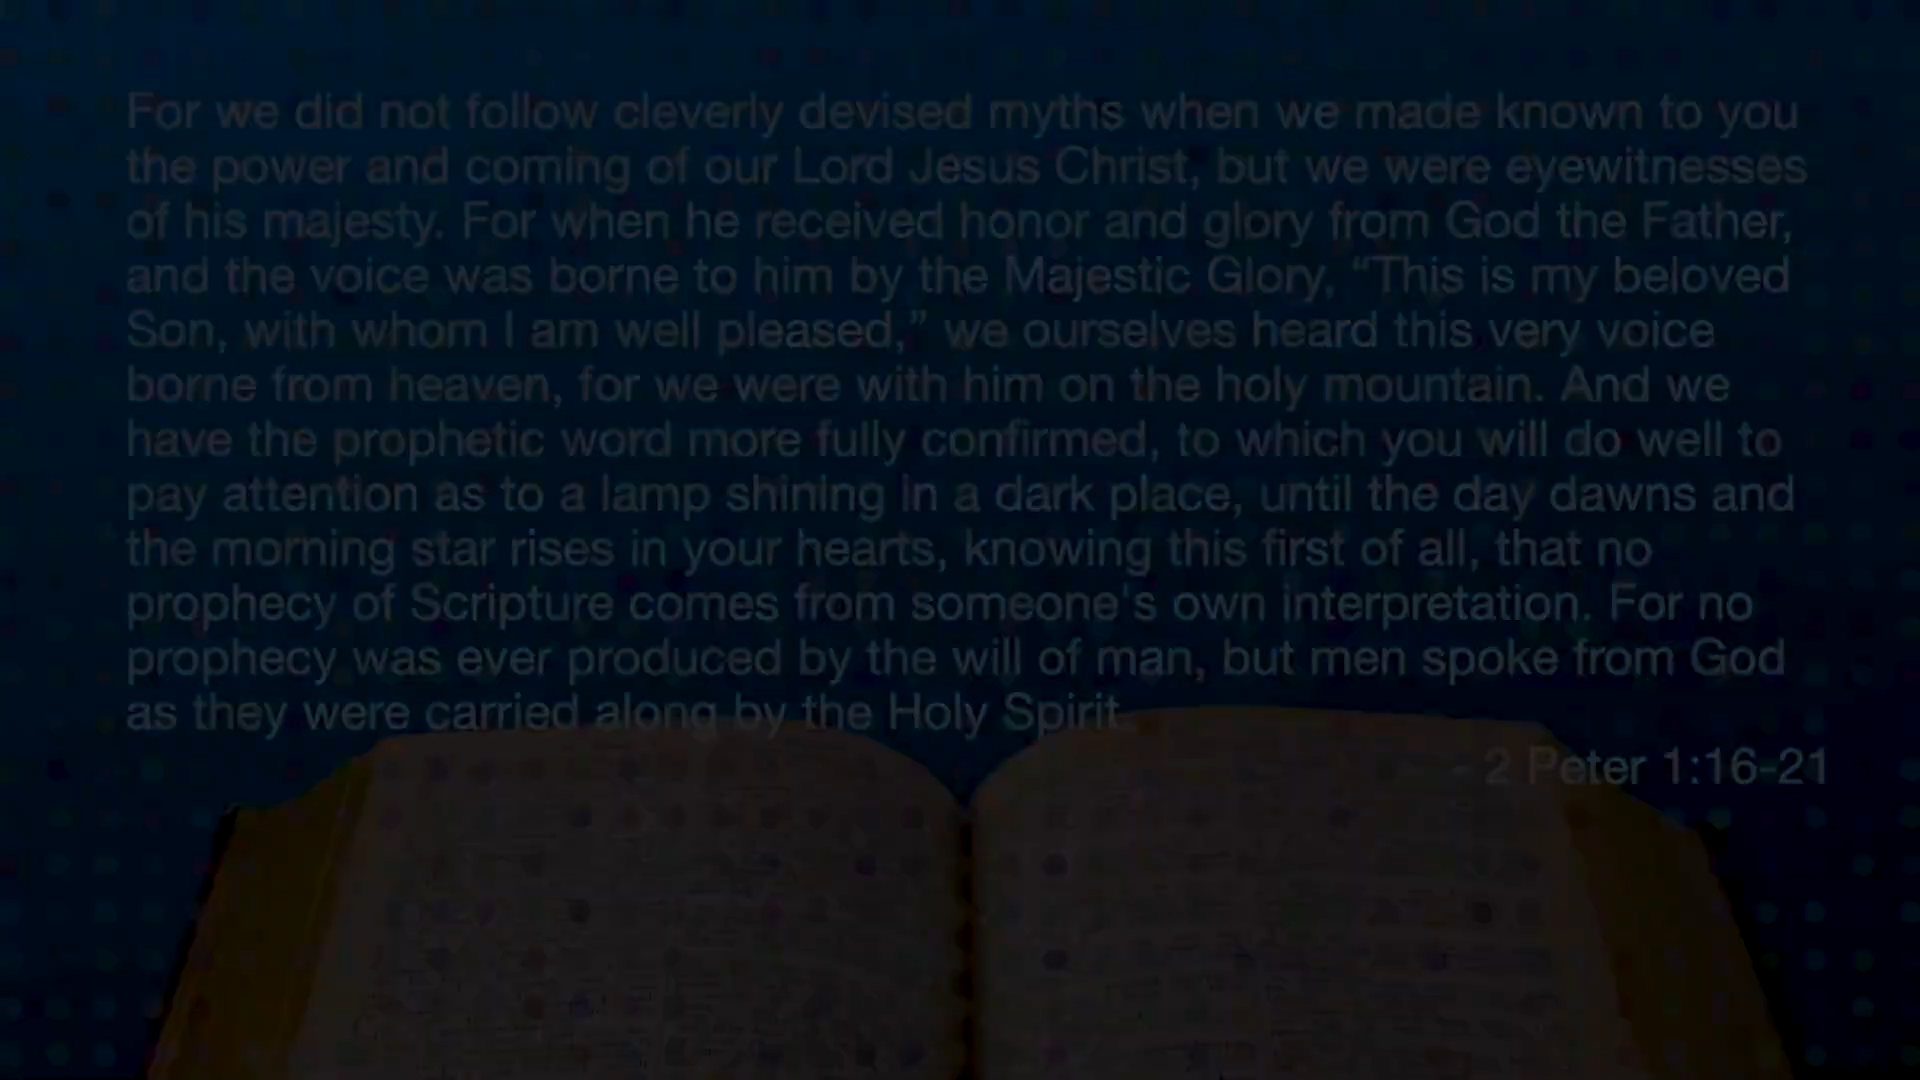 For we did not follow cleverly devised myths when we made known to you
the power and coming of our Lord Jesus Christ, but we were eyewitnesses
of his majesty. For when he received honor and glory from God the Father,
and the voice was borne to him by the Majestic Glory, “This is my beloved
Son, with whom I am well pleased,” we ourselves heard this very voice
borne from heaven, for we were with him on the holy mountain. And we
have the prophetic word more fully confirmed, to which you will do well to
pay attention as to a lamp shining in a dark place, until the day dawns and
the morning star rises in your hearts, knowing this first of all, that no
prophecy of Scripture comes from someone's own interpretation. For no
prophecy was ever produced by the will of man, but men spoke from God
as they were carried along by the Holy Spirit.
- 2 Peter 1:16-21